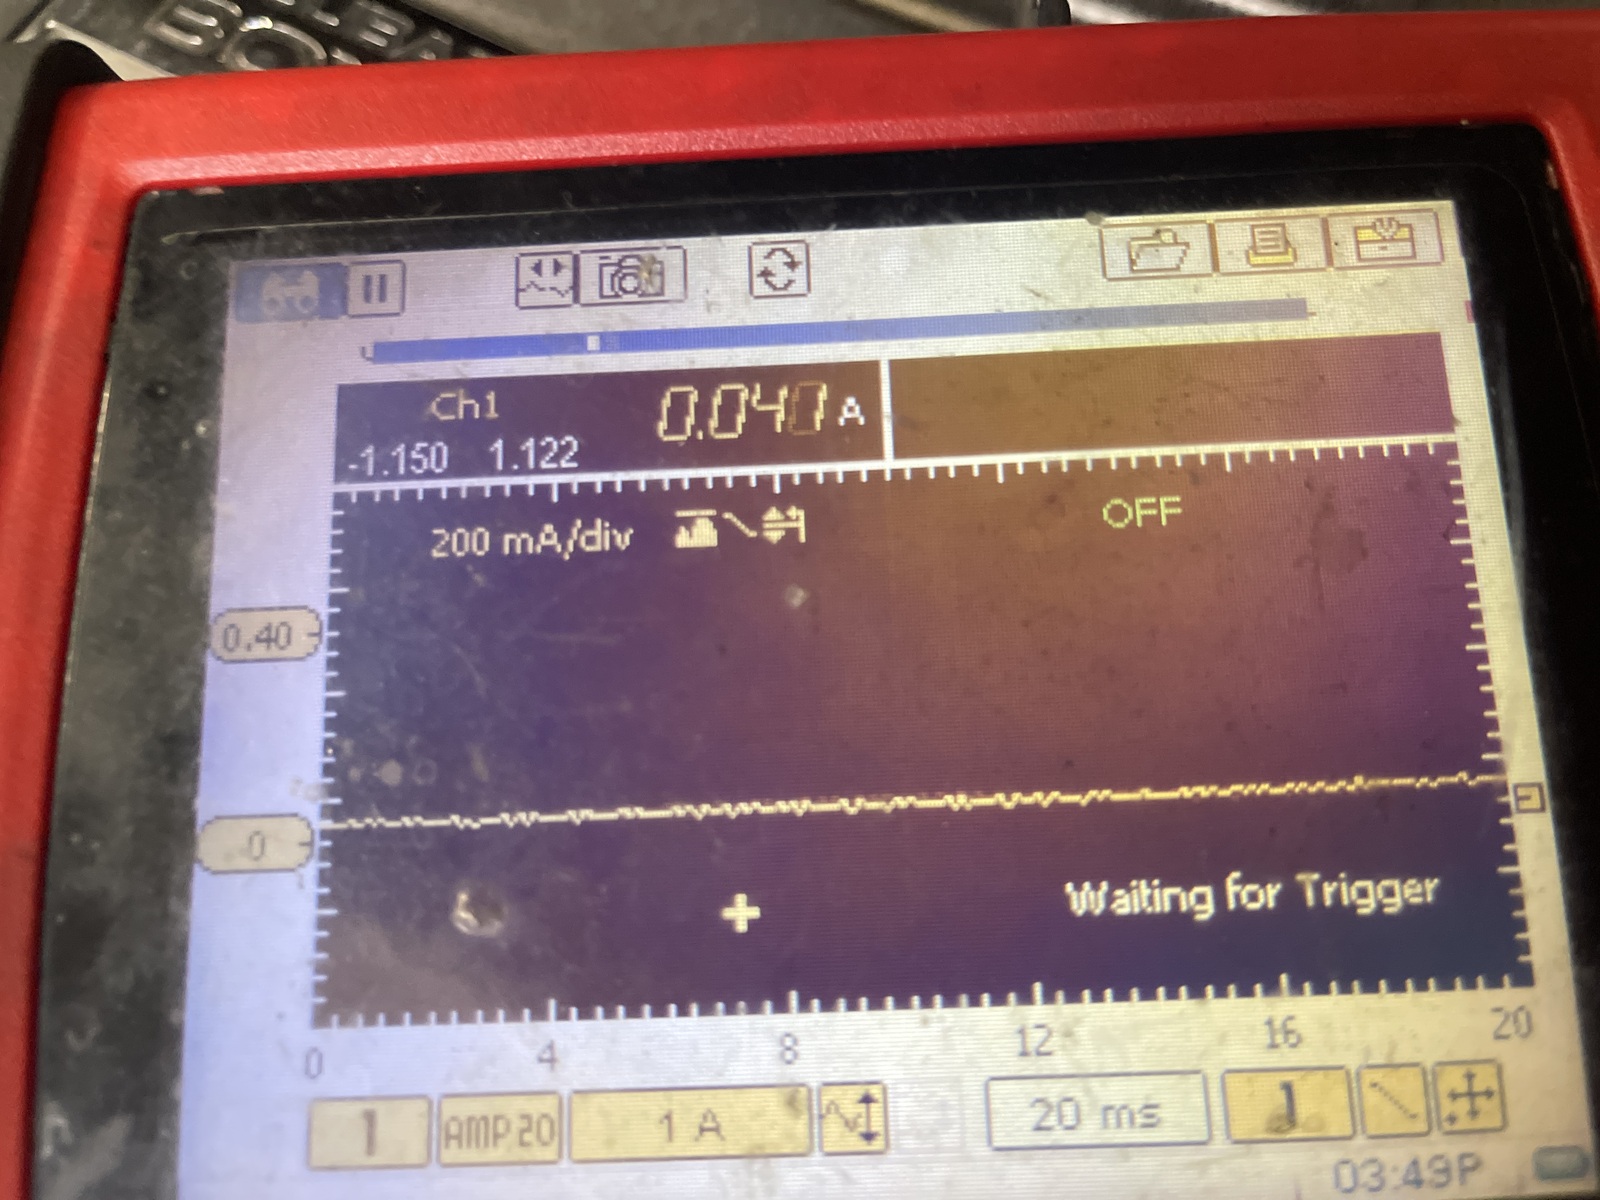 Ch1 0.040 A
-1.150 1.122
200 mA/div OFF
0.40
0
Waiting for Trigger
0 4 8 12 16 20
1 AMP 20 1 A 20 ms 1
03:49P